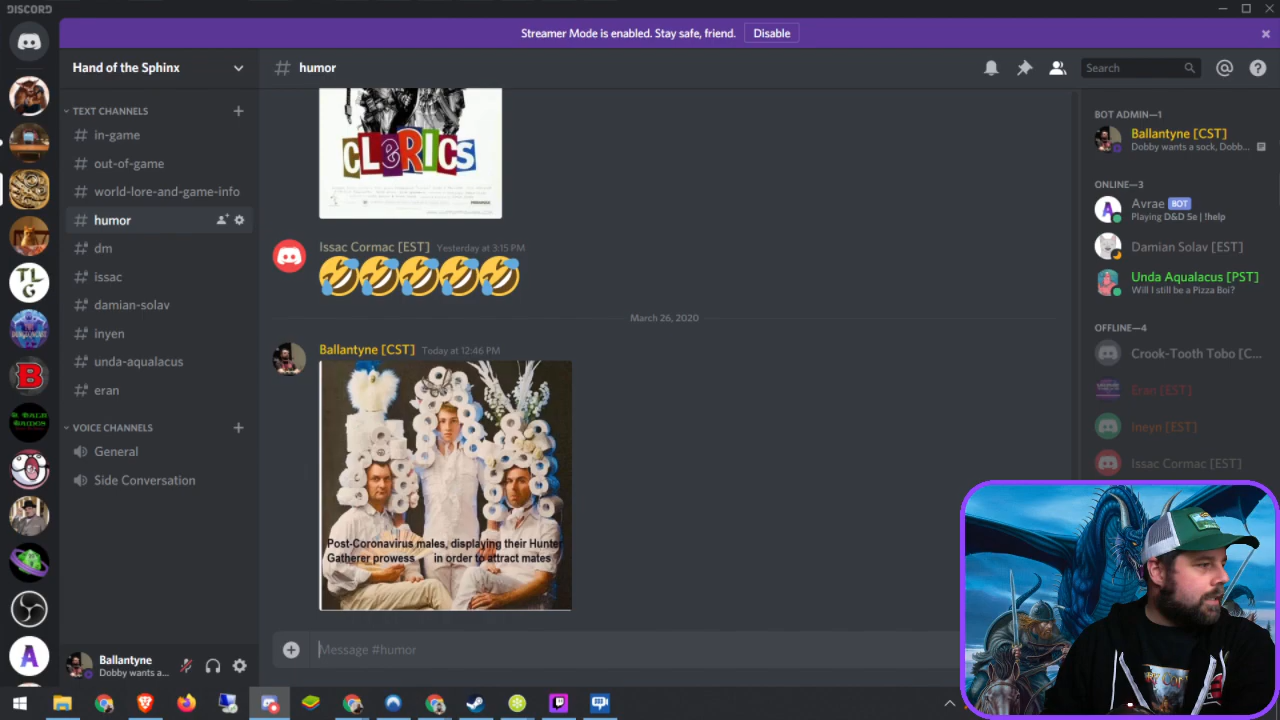 DISCORD
Streamer Mode is enabled. Stay safe, friend. Disable
Hand of the Sphinx
# humor
Search
TEXT CHANNELS
in-game
out-of-game
world-lore-and-game-info
humor
dm
issac
damian-solav
inyen
unda-aqualacus
eran
VOICE CHANNELS
General
Side Conversation
Ballantyne
Dobby wants a...
CLeRICS
Issac Cormac [EST] Yesterday at 3:15 PM
March 26, 2020
Ballantyne [CST] Today at 12:46 PM
Post-Coronavirus males, displaying their Hunter
Gatherer prowess in order to attract mates
Message #humor
BOT ADMIN—1
Ballantyne [CST]
Dobby wants a sock, Dobb...
ONLINE—3
Avrae BOT
Playing D&D 5e | !help
Damian Solav [EST]
Unda Aqualacus [PST]
Will I still be a Pizza Boi?
OFFLINE—4
Crook-Tooth Tobo [C...
Eran [EST]
Ineyn [EST]
Issac Cormac [EST]
TL
G
B
A